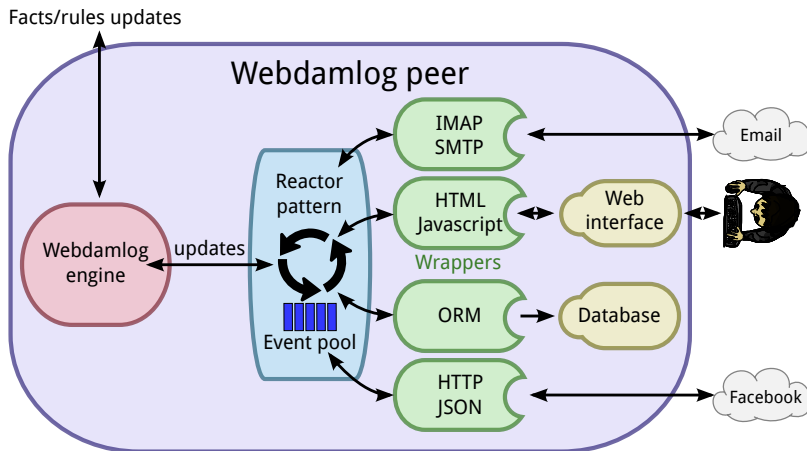 Facts/rules updates
Webdamlog peer
IMAP
SMTP
Email
Reactor
pattern
HTML
Javascript
Web
interface
Webdamlog
engine
updates
Wrappers
ORM
Database
Event pool
HTTP
JSON
Facebook